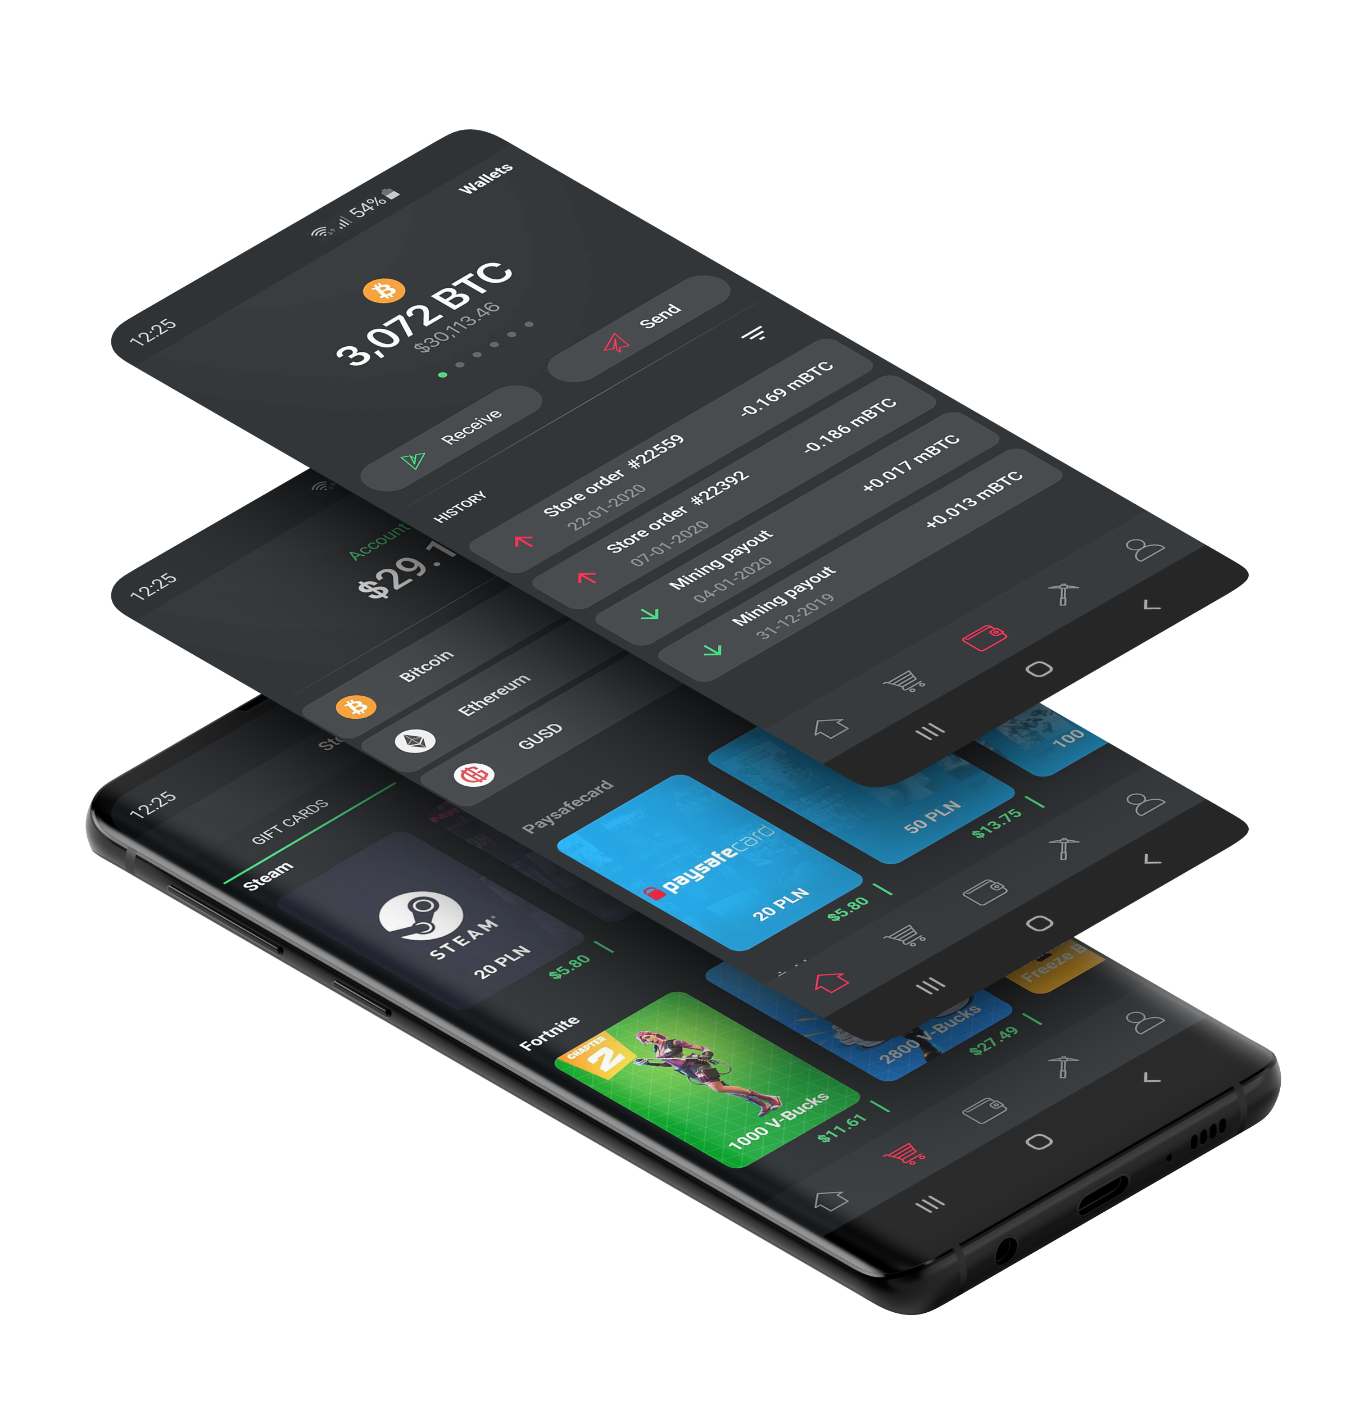 12:25
54%
Wallets
3,072 BTC
$30,113.46
Receive
Send
HISTORY
Store order #22559
22-01-2020
-0.169 mBTC
Store order #22392
07-01-2020
-0.186 mBTC
Mining payout
04-01-2020
+0.017 mBTC
Mining payout
31-12-2019
+0.013 mBTC
12:25
Account
Bitcoin
Ethereum
GUSD
Paysafecard
paysafecard
20 PLN
$5.80
50 PLN
$13.75
100
12:25
GIFT CARDS
Steam
STEAM
20 PLN
$5.80
Fortnite
CHAPTER
2
1000 V-Bucks
$11.61
2800 V-Bucks
$27.49
Freeze